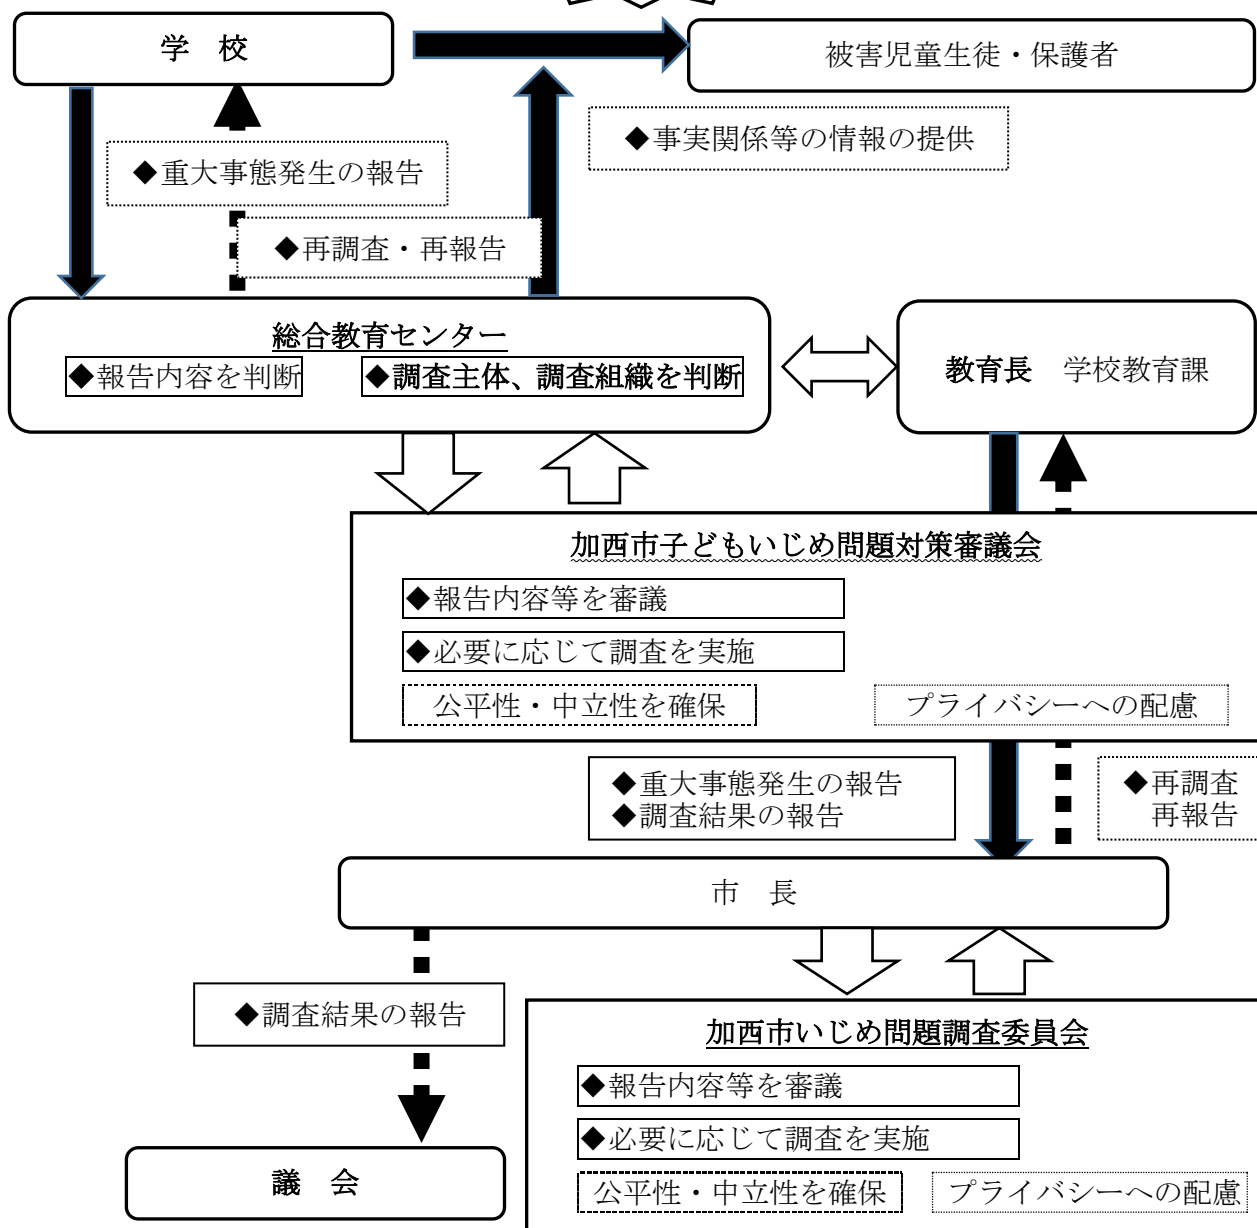 学　校
被害児童生徒・保護者
◆事実関係等の情報の提供
◆重大事態発生の報告
◆再調査・再報告
総合教育センター
◆報告内容を判断
◆調査主体、調査組織を判断
教育長　学校教育課
加西市子どもいじめ問題対策審議会
◆報告内容等を審議
◆必要に応じて調査を実施
公平性・中立性を確保
プライバシーへの配慮
◆重大事態発生の報告
◆調査結果の報告
◆再調査
再報告
市　長
◆調査結果の報告
加西市いじめ問題調査委員会
◆報告内容等を審議
◆必要に応じて調査を実施
公平性・中立性を確保
プライバシーへの配慮
議　会